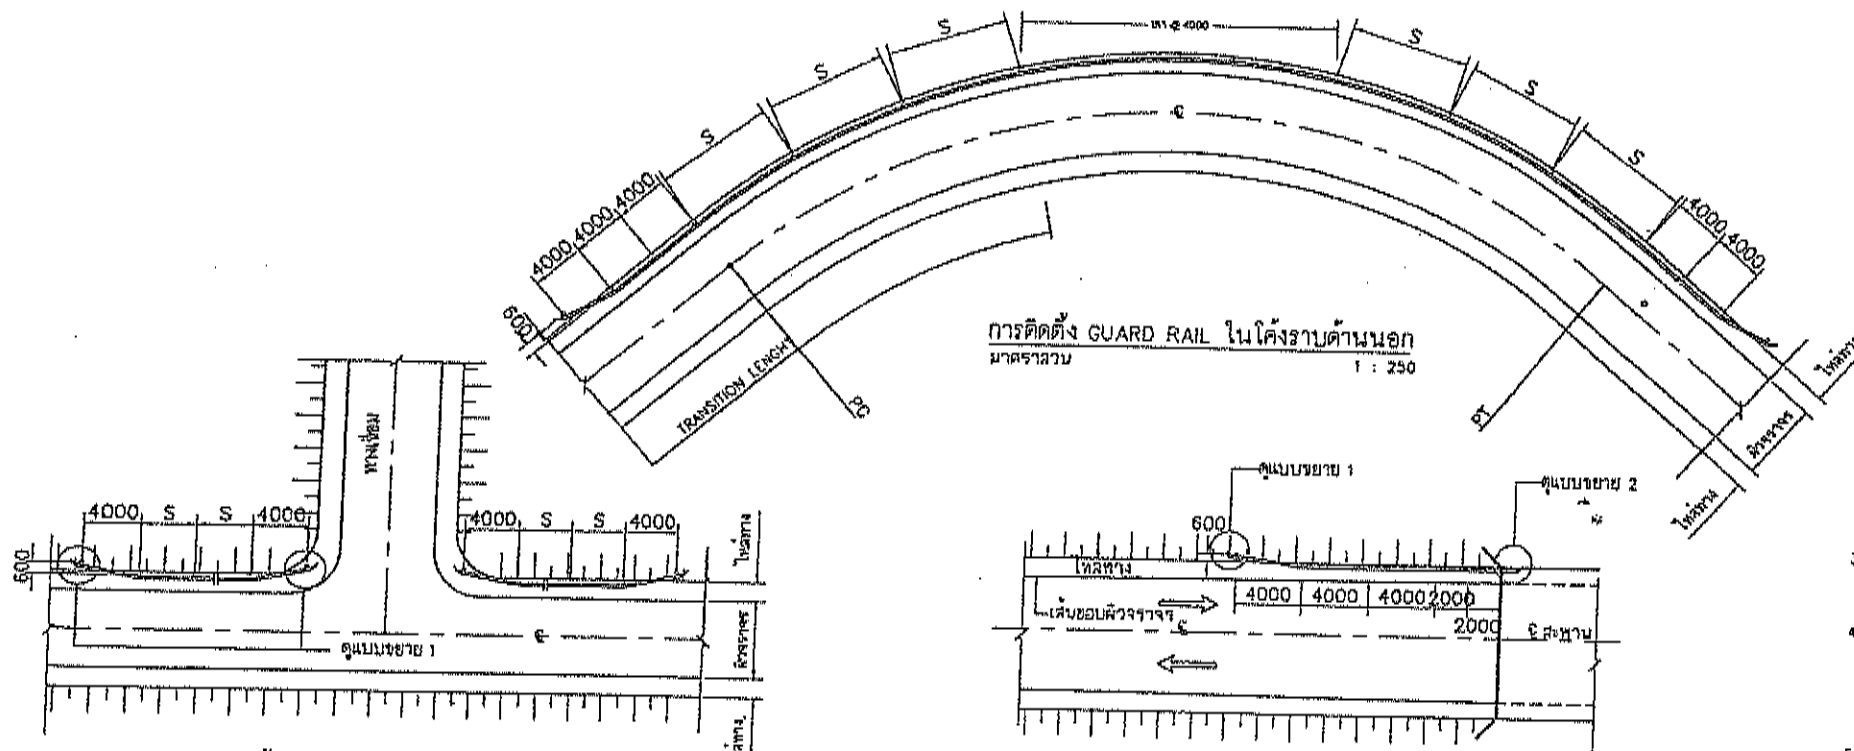 S
S
S
S
4000
4000
4000
4000
600
เสา @ 4000
S
S
S
4000
4000
℄
TRANSITION LENGHT
PC
PT
การติดตั้ง GUARD RAIL ในโค้งราบด้านนอก
มาตราส่วน 1 : 250
ไหล่ทาง
ผิวจราจร
ไหล่ทาง
ทางเชื่อม
4000 S S 4000
4000 S S 4000
600
ไหล่ทาง
ผิวจราจร
℄
ดูแบบขยาย 1
ดูแบบขยาย 1
ดูแบบขยาย 2
600
ไหล่ทาง
4000 4000 4000 2000
2000
เส้นขอบผิวจราจร
℄
℄ สะพาน